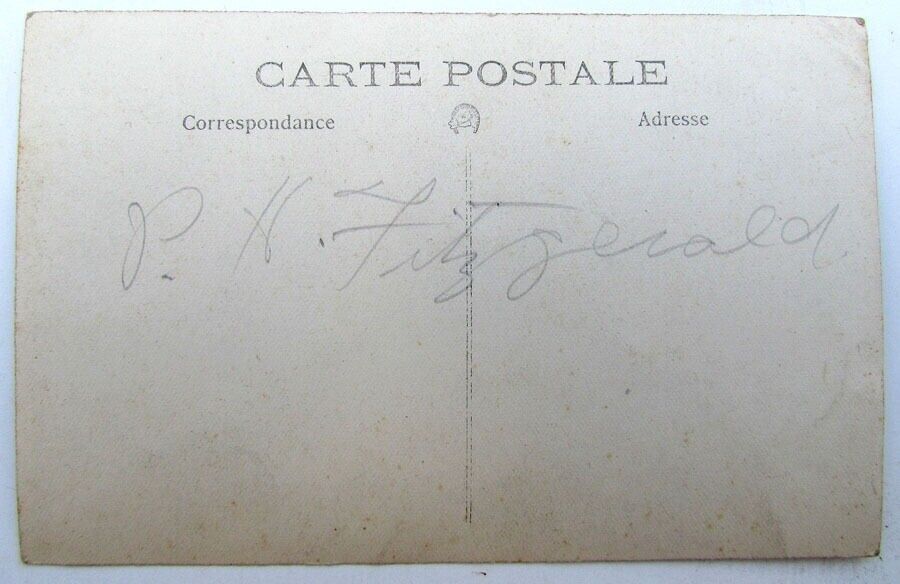 CARTE POSTALE
Correspondance
Adresse
P. H. Fitzgerald